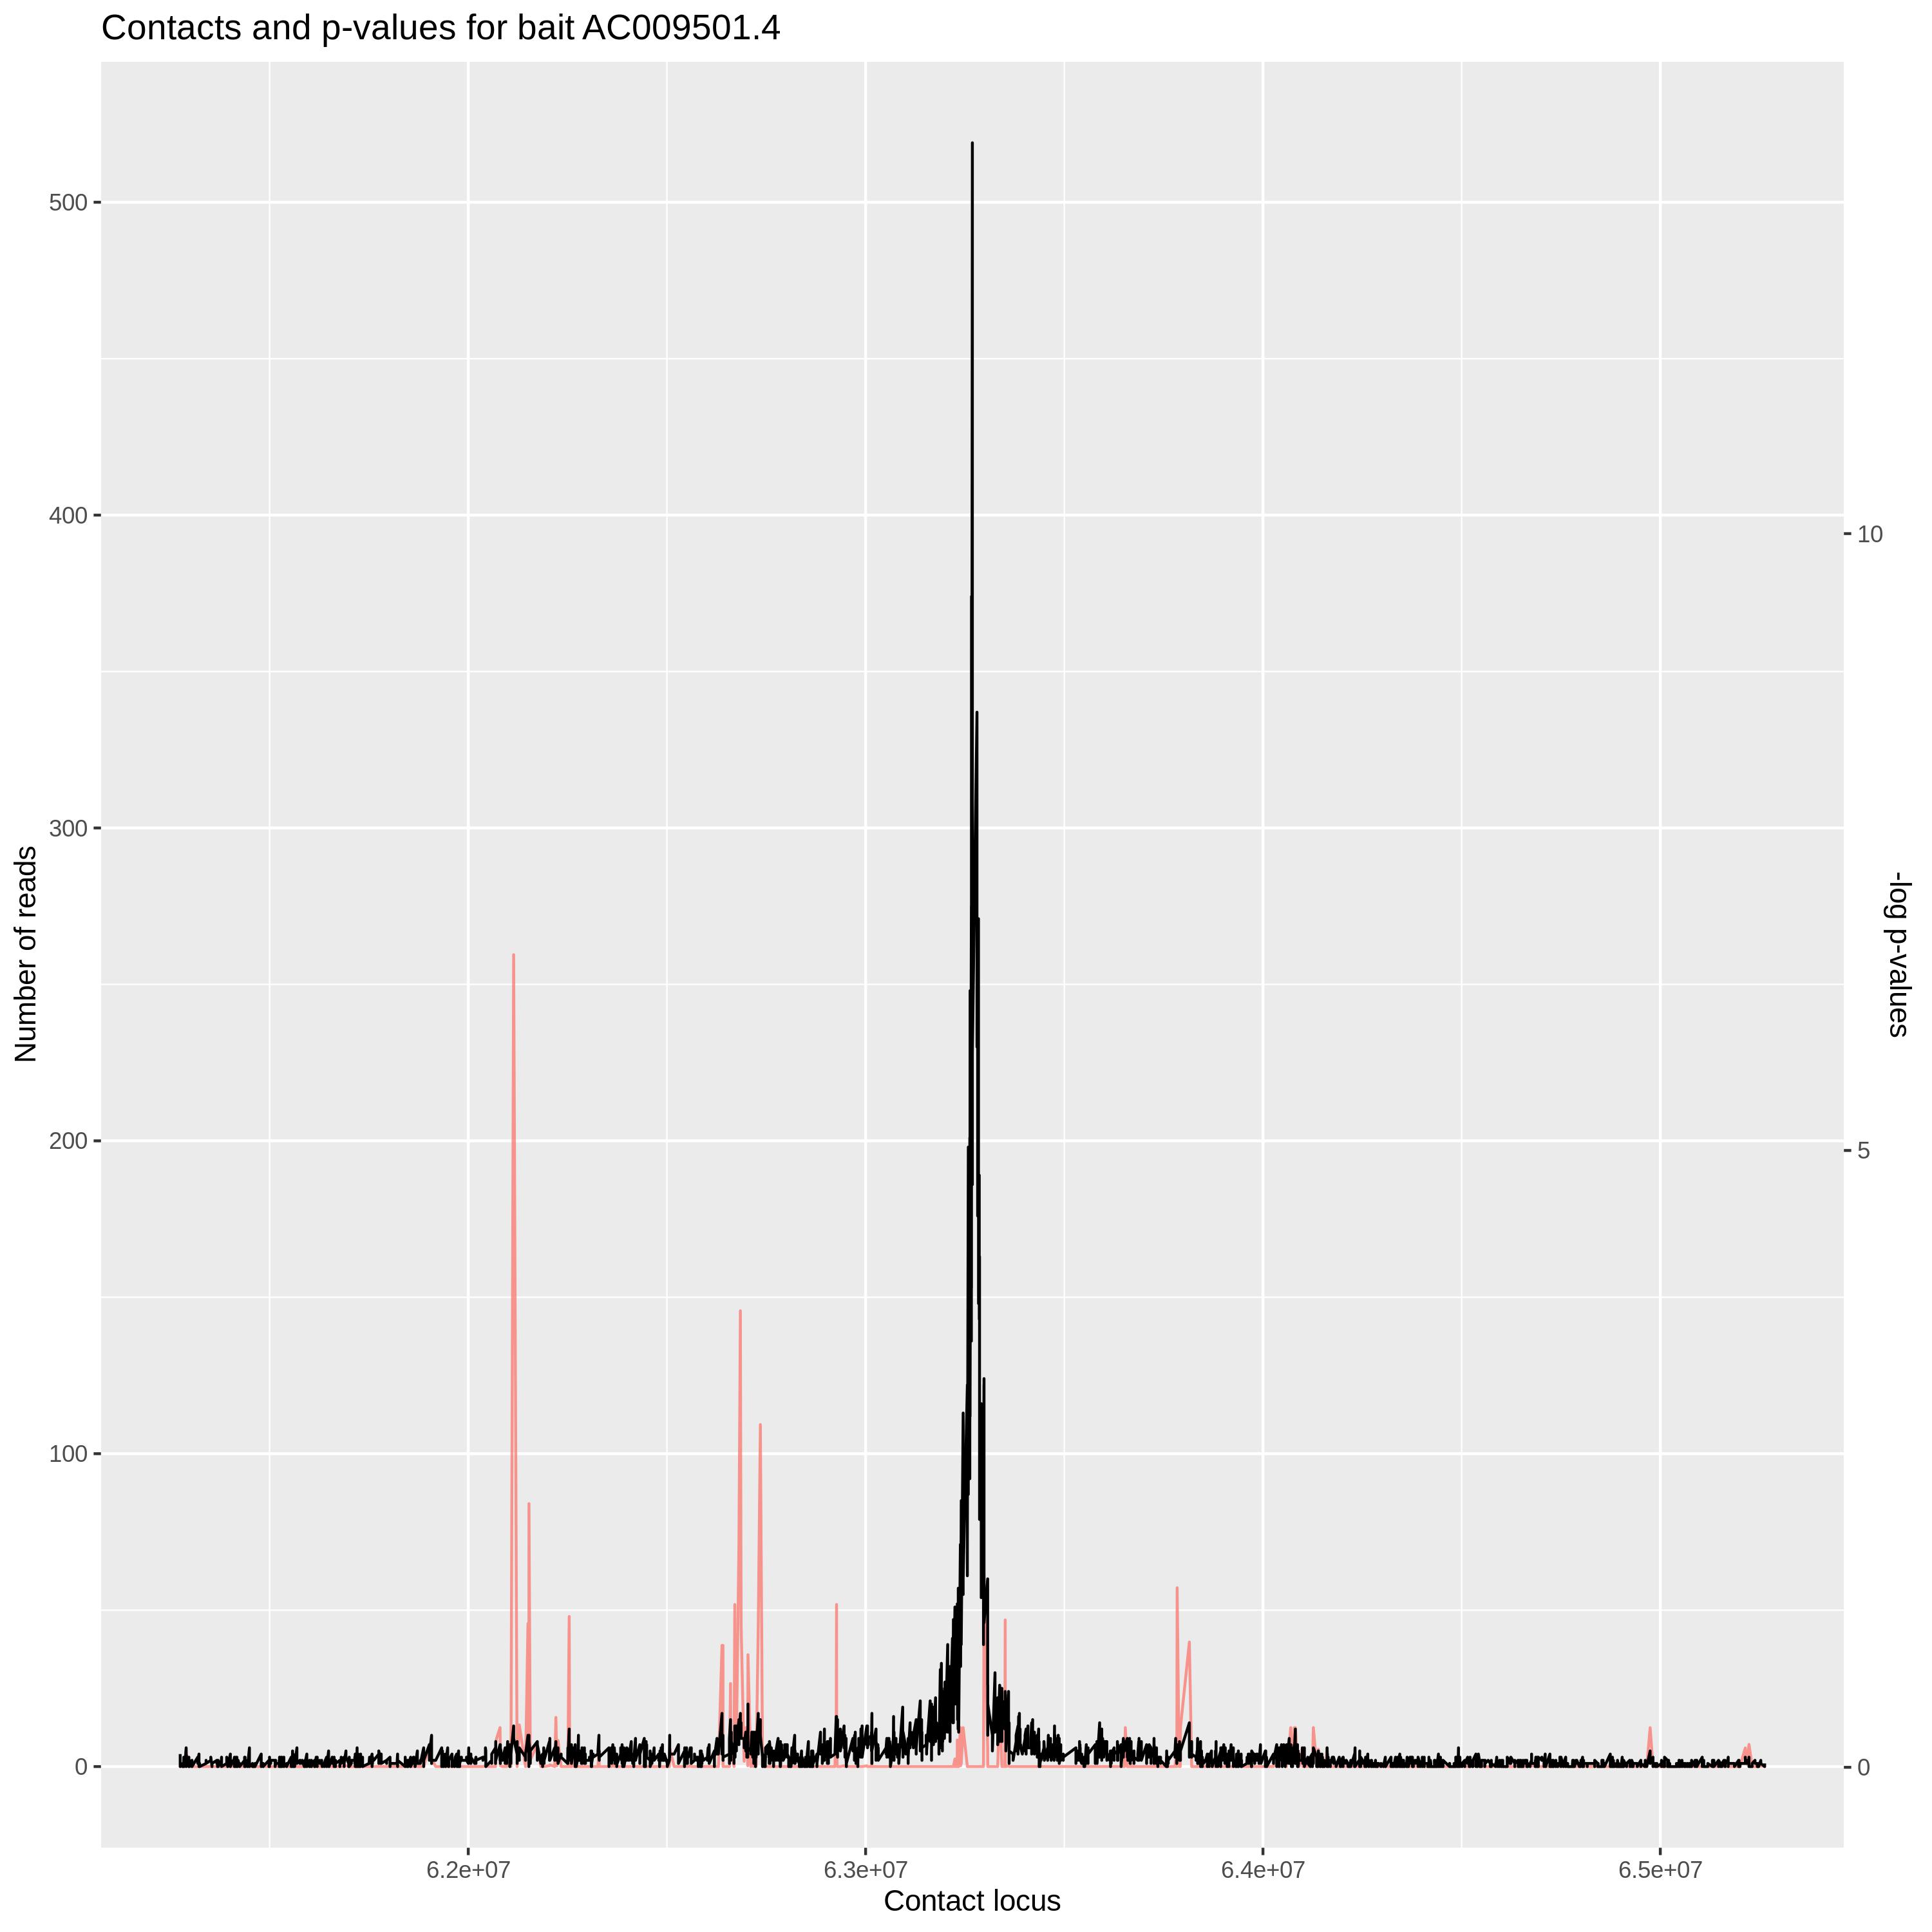 Contacts and p-values for bait AC009501.4
500
400
300
200
100
0
Number of reads
10
5
0
-log p-values
6.2e+07
6.3e+07
6.4e+07
6.5e+07
Contact locus